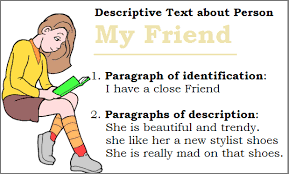 Descriptive Text about Person
My Friend
1. Paragraph of identification:
I have a close Friend
2. Paragraphs of description:
She is beautiful and trendy.
she like her a new stylist shoes
She is really mad on that shoes.